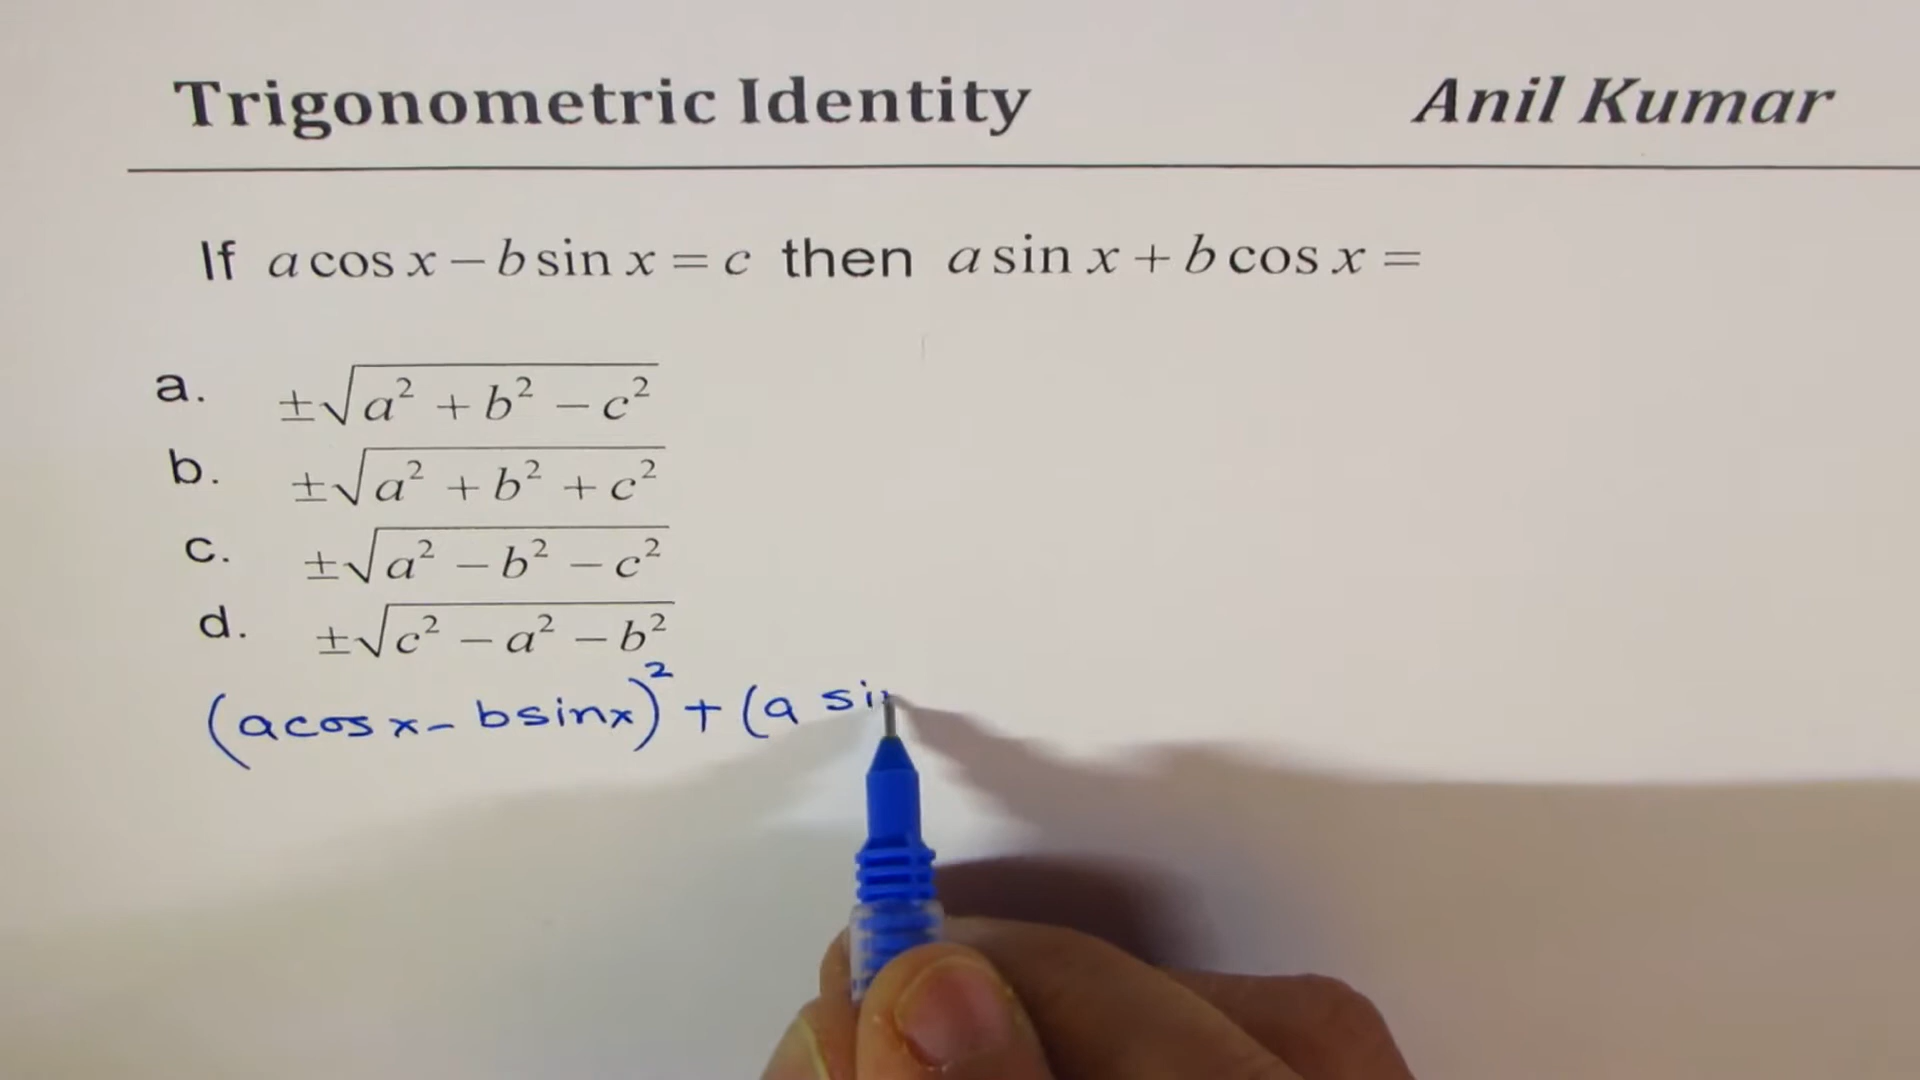 Trigonometric Identity Anil Kumar
If a cos x − b sin x = c then a sin x + b cos x =
a. ±√(a² + b² − c²)
b. ±√(a² + b² + c²)
c. ±√(a² − b² − c²)
d. ±√(c² − a² − b²)
(a cos x − b sin x)² + (a si